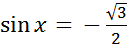 sin x = − √3/2